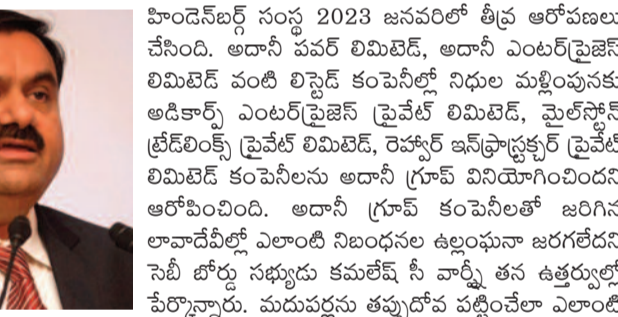 హిండెన్‌బర్గ్ సంస్థ 2023 జనవరిలో తీవ్ర ఆరోపణలు
చేసింది. అదానీ పవర్ లిమిటెడ్, అదానీ ఎంటర్‌ప్రైజెస్
లిమిటెడ్ వంటి లిస్టెడ్ కంపెనీల్లో నిధుల మళ్లింపునకు
అడికార్ప్ ఎంటర్‌ప్రైజెస్ ప్రైవేట్ లిమిటెడ్, మైల్‌స్టోన్
ట్రేడ్‌లింక్స్ ప్రైవేట్ లిమిటెడ్, రెహ్వార్ ఇన్‌ఫ్రాస్ట్రక్చర్ ప్రైవేట్
లిమిటెడ్ కంపెనీలను అదానీ గ్రూప్ వినియోగించిందని
ఆరోపించింది. అదానీ గ్రూప్ కంపెనీలతో జరిగిన
లావాదేవీల్లో ఎలాంటి నిబంధనల ఉల్లంఘనా జరగలేదని
సెబీ బోర్డు సభ్యుడు కమలేష్ సీ వార్ష్నే తన ఉత్తర్వుల్లో
పేర్కొన్నారు. మదుపర్లను తప్పుదోవ పట్టించేలా ఎలాంటి